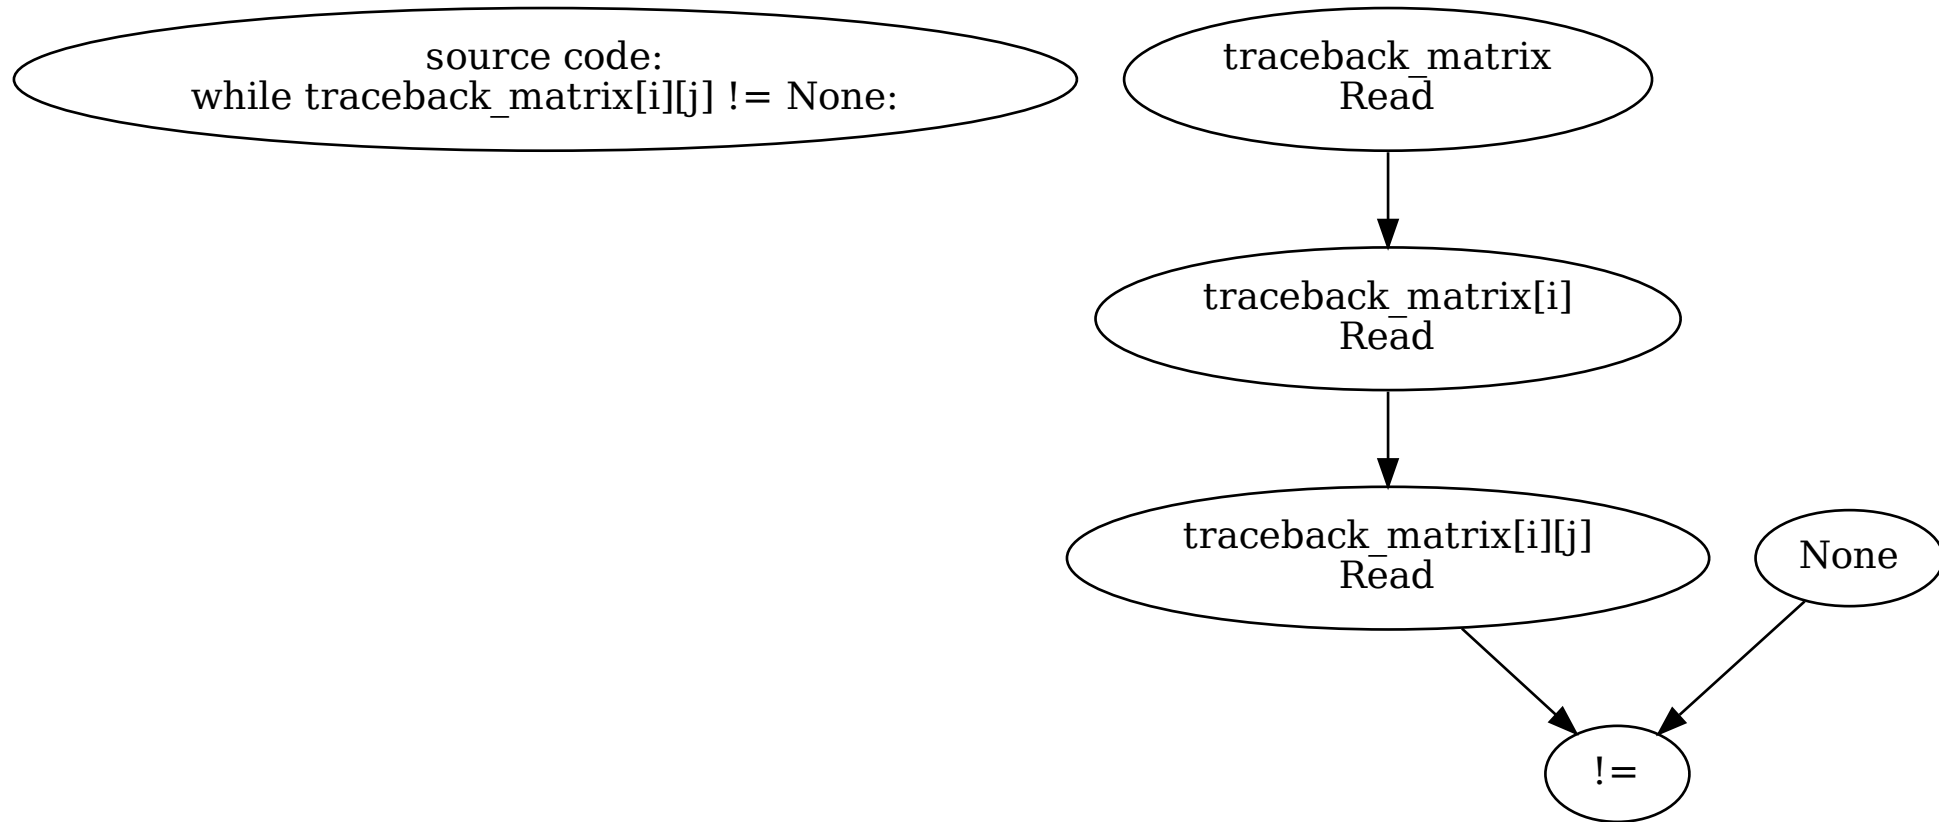 source code:
while traceback_matrix[i][j] != None:
traceback_matrix
Read
traceback_matrix[i]
Read
traceback_matrix[i][j]
Read
None
!=